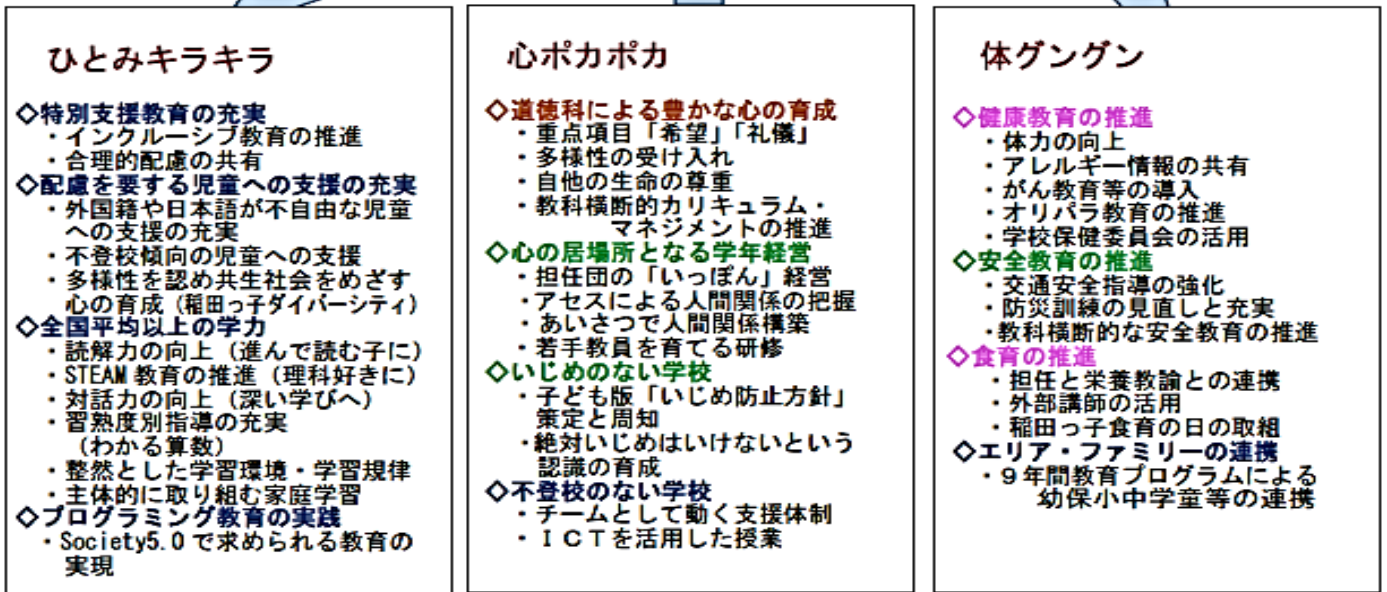 ひとみキラキラ
◇特別支援教育の充実
・インクルーシブ教育の推進
・合理的配慮の共有
◇配慮を要する児童への支援の充実
・外国籍や日本語が不自由な児童
への支援の充実
・不登校傾向の児童への支援
・多様性を認め共生社会をめざす
心の育成（稲田っ子ダイバーシティ）
◇全国平均以上の学力
・読解力の向上（進んで読む子に）
・STEAM教育の推進（理科好きに）
・対話力の向上（深い学びへ）
・習熟度別指導の充実
（わかる算数）
・整然とした学習環境・学習規律
・主体的に取り組む家庭学習
◇プログラミング教育の実践
・Society5.0で求められる教育の
実現
心ポカポカ
◇道徳科による豊かな心の育成
・重点項目「希望」「礼儀」
・多様性の受け入れ
・自他の生命の尊重
・教科横断的カリキュラム・
マネジメントの推進
◇心の居場所となる学年経営
・担任団の「いっぽん」経営
・アセスによる人間関係の把握
・あいさつで人間関係構築
・若手教員を育てる研修
◇いじめのない学校
・子ども版「いじめ防止方針」
策定と周知
・絶対いじめはいけないという
認識の育成
◇不登校のない学校
・チームとして動く支援体制
・ＩＣＴを活用した授業
体グングン
◇健康教育の推進
・体力の向上
・アレルギー情報の共有
・がん教育等の導入
・オリパラ教育の推進
・学校保健委員会の活用
◇安全教育の推進
・交通安全指導の強化
・防災訓練の見直しと充実
・教科横断的な安全教育の推進
◇食育の推進
・担任と栄養教諭との連携
・外部講師の活用
・稲田っ子食育の日の取組
◇エリア・ファミリーの連携
・９年間教育プログラムによる
幼保小中学童等の連携